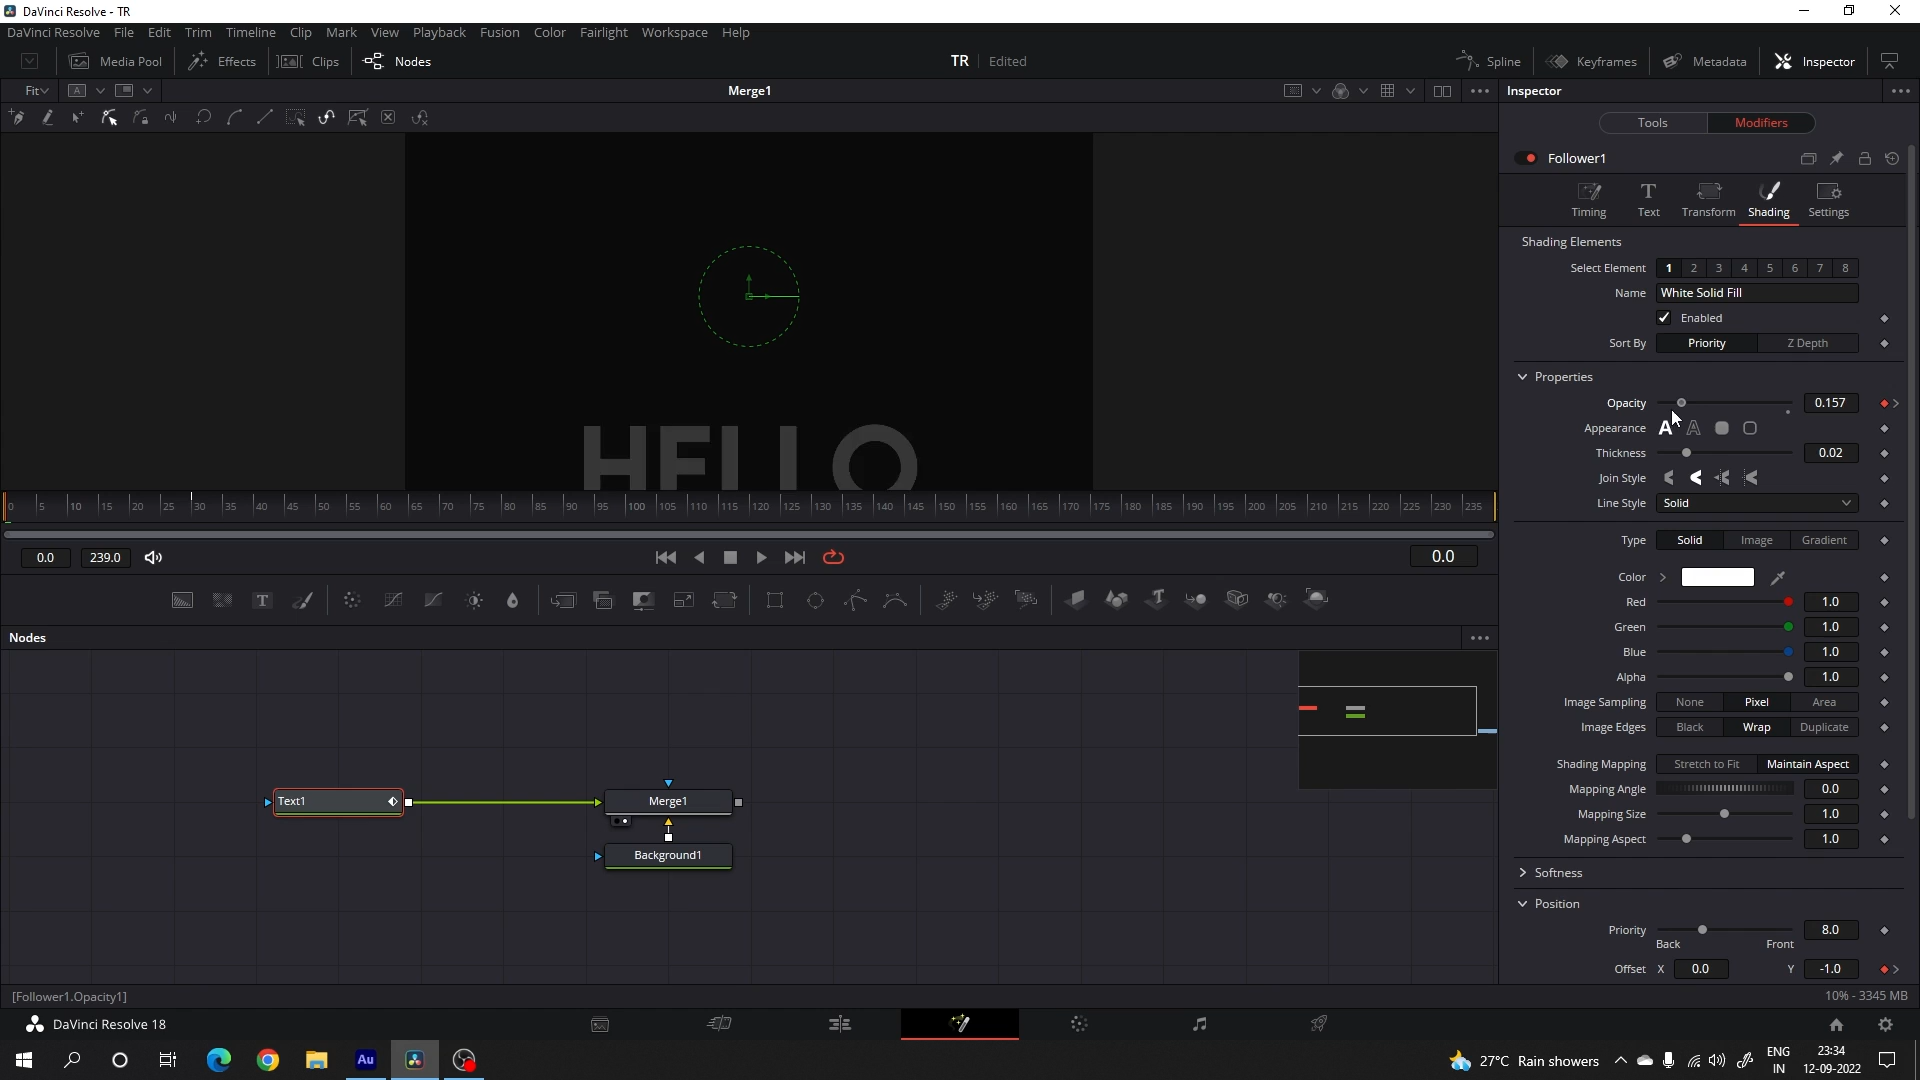 DaVinci Resolve - TR
DaVinci Resolve File Edit Trim Timeline Clip Mark View Playback Fusion Color Fairlight Workspace Help
Media Pool Effects Clips Nodes TR Edited Spline Keyframes Metadata Inspector
Fit A Merge1 Inspector
Tools Modifiers
Follower1
Timing Text Transform Shading Settings
Shading Elements
Select Element 1 2 3 4 5 6 7 8
Name White Solid Fill
Enabled
Sort By Priority Z Depth
Properties
Opacity 0.157
Appearance A A
Thickness 0.02
Join Style
Line Style Solid
HELLO
0 5 10 15 20 25 30 35 40 45 50 55 60 65 70 75 80 85 90 95 100 105 110 115 120 125 130 135 140 145 150 155 160 165 170 175 180 185 190 195 200 205 210 215 220 225 230 235
0.0 239.0 0.0
Type Solid Image Gradient
Color
Red 1.0
Green 1.0
Blue 1.0
Alpha 1.0
Image Sampling None Pixel Area
Image Edges Black Wrap Duplicate
Shading Mapping Stretch to Fit Maintain Aspect
Mapping Angle 0.0
Mapping Size 1.0
Mapping Aspect 1.0
Softness
Position
Priority 8.0
Back Front
Offset X 0.0 Y -1.0
T
Nodes
Text1
Merge1
Background1
[Follower1.Opacity1]
10% - 3345 MB
DaVinci Resolve 18
Au
27°C Rain showers
ENG
IN
23:34
12-09-2022